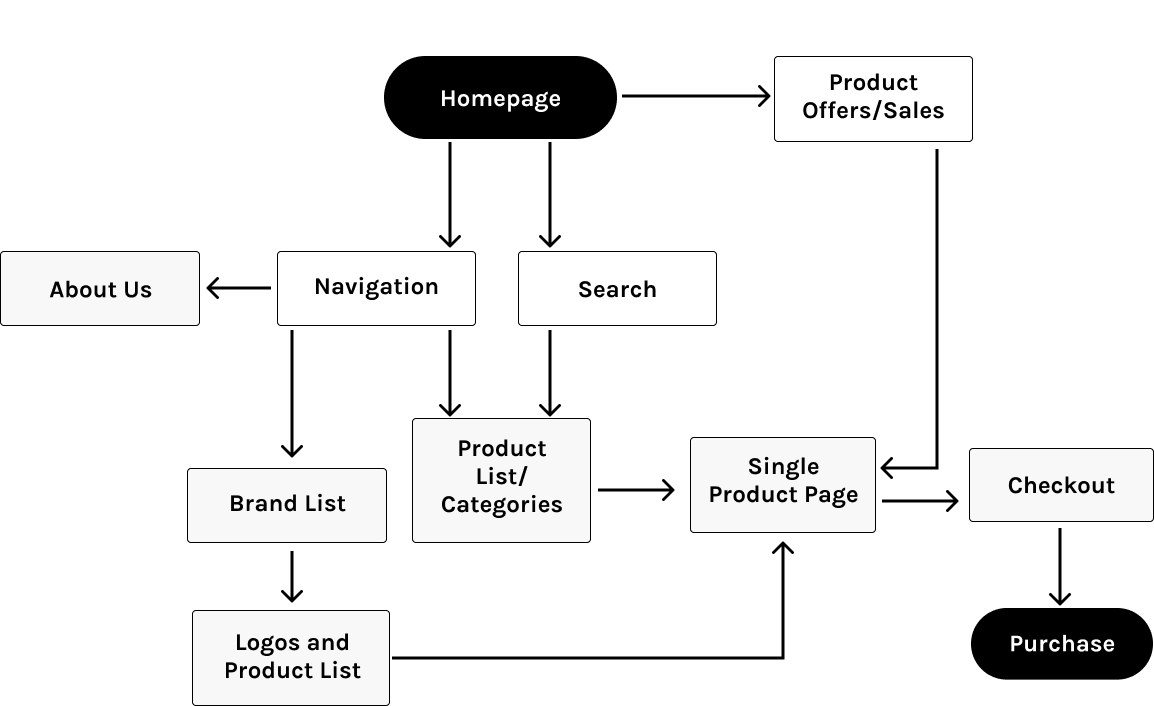 Homepage
Product
Offers/Sales
About Us
Navigation
Search
Product
List/
Categories
Single
Product Page
Checkout
Brand List
Logos and
Product List
Purchase